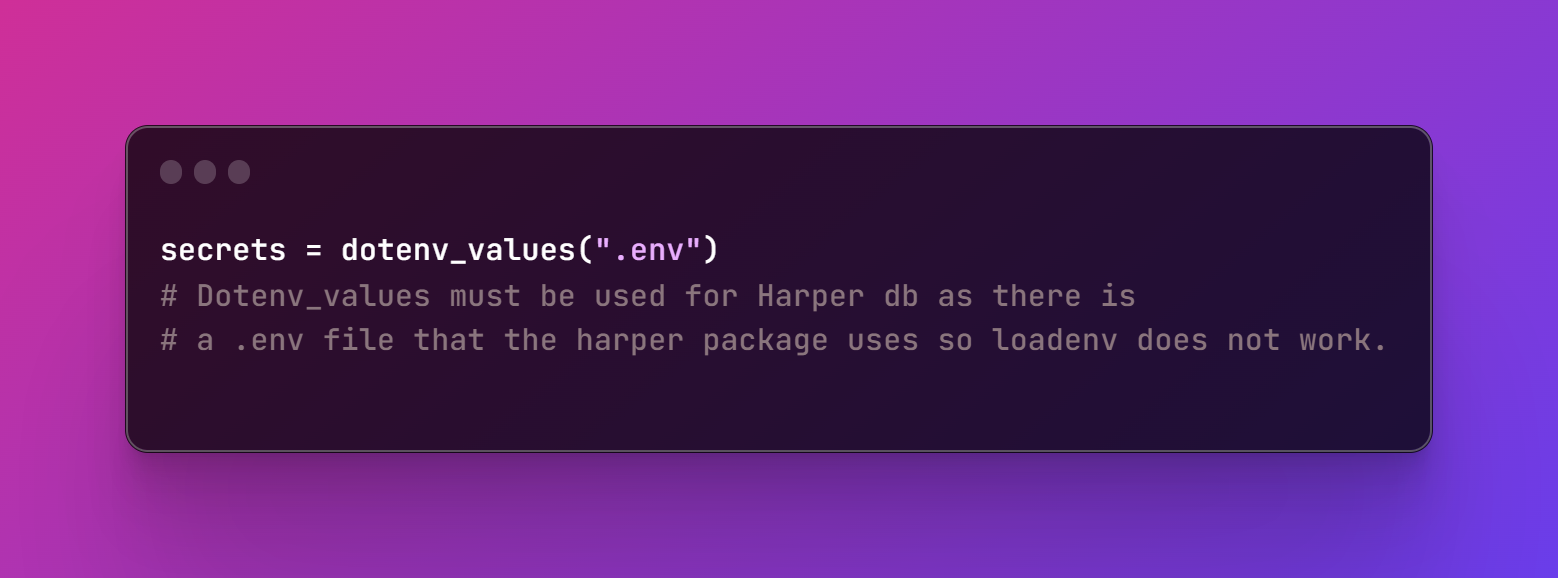 secrets = dotenv_values(".env")
# Dotenv_values must be used for Harper db as there is
# a .env file that the harper package uses so loadenv does not work.